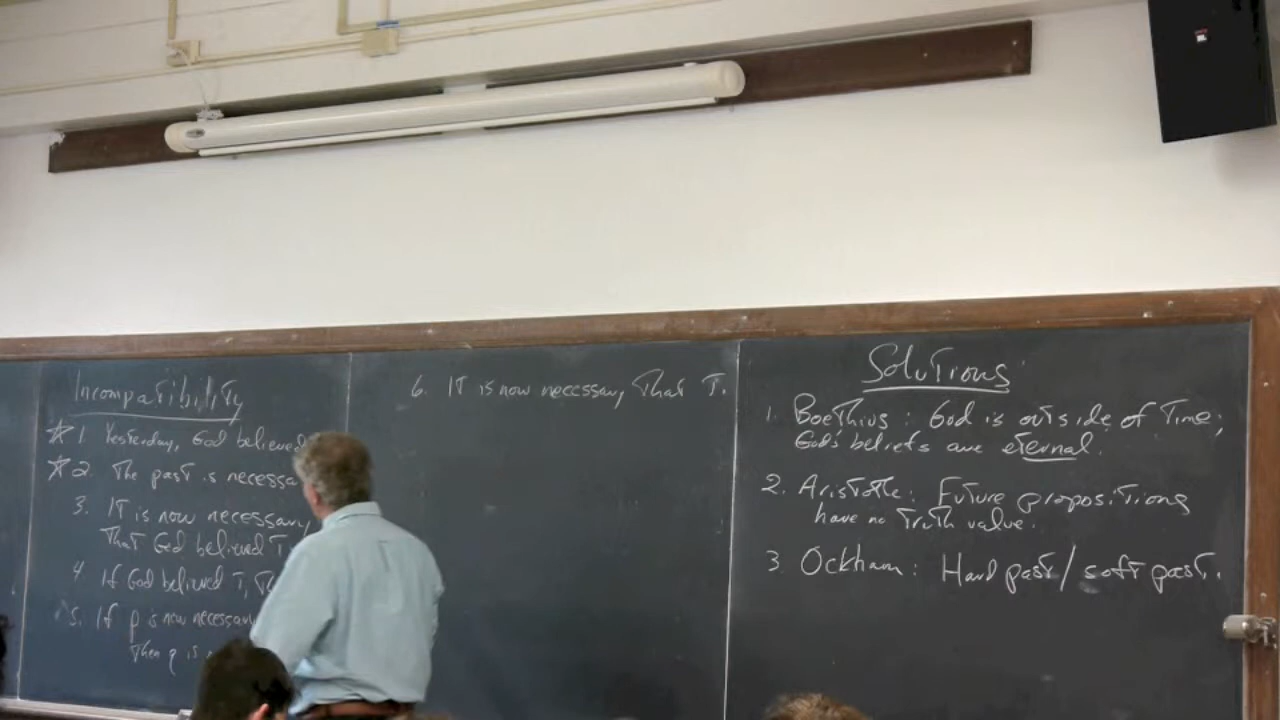 Incompatibility
1. Yesterday, God believed
2. The past is necessa
3. It is now necessary
That God believed T
4 If God believed T, T
5. If p is now necessary
Then q is
6. It is now necessary That T.
Solutions
1. Boethius: God is outside of Time;
God's beliefs are eternal.
2. Aristotle: Future propositions
have no Truth value.
3 Ockham: Hard past/soft past.